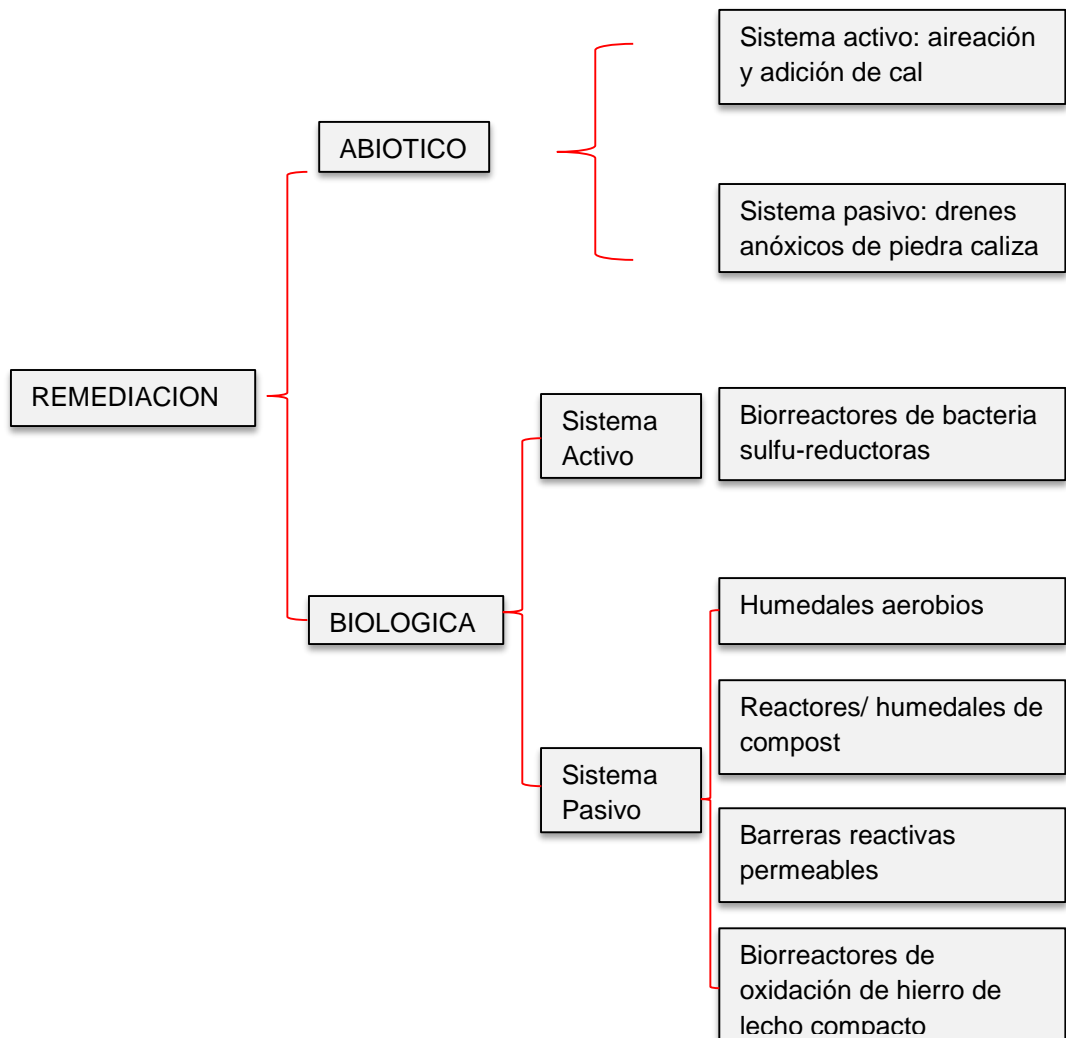 Sistema activo: aireación
y adición de cal
ABIOTICO
Sistema pasivo: drenes
anóxicos de piedra caliza
REMEDIACION
Sistema
Activo
Biorreactores de bacteria
sulfu-reductoras
BIOLOGICA
Humedales aerobios
Reactores/ humedales de
compost
Sistema
Pasivo
Barreras reactivas
permeables
Biorreactores de
oxidación de hierro de
lecho compacto